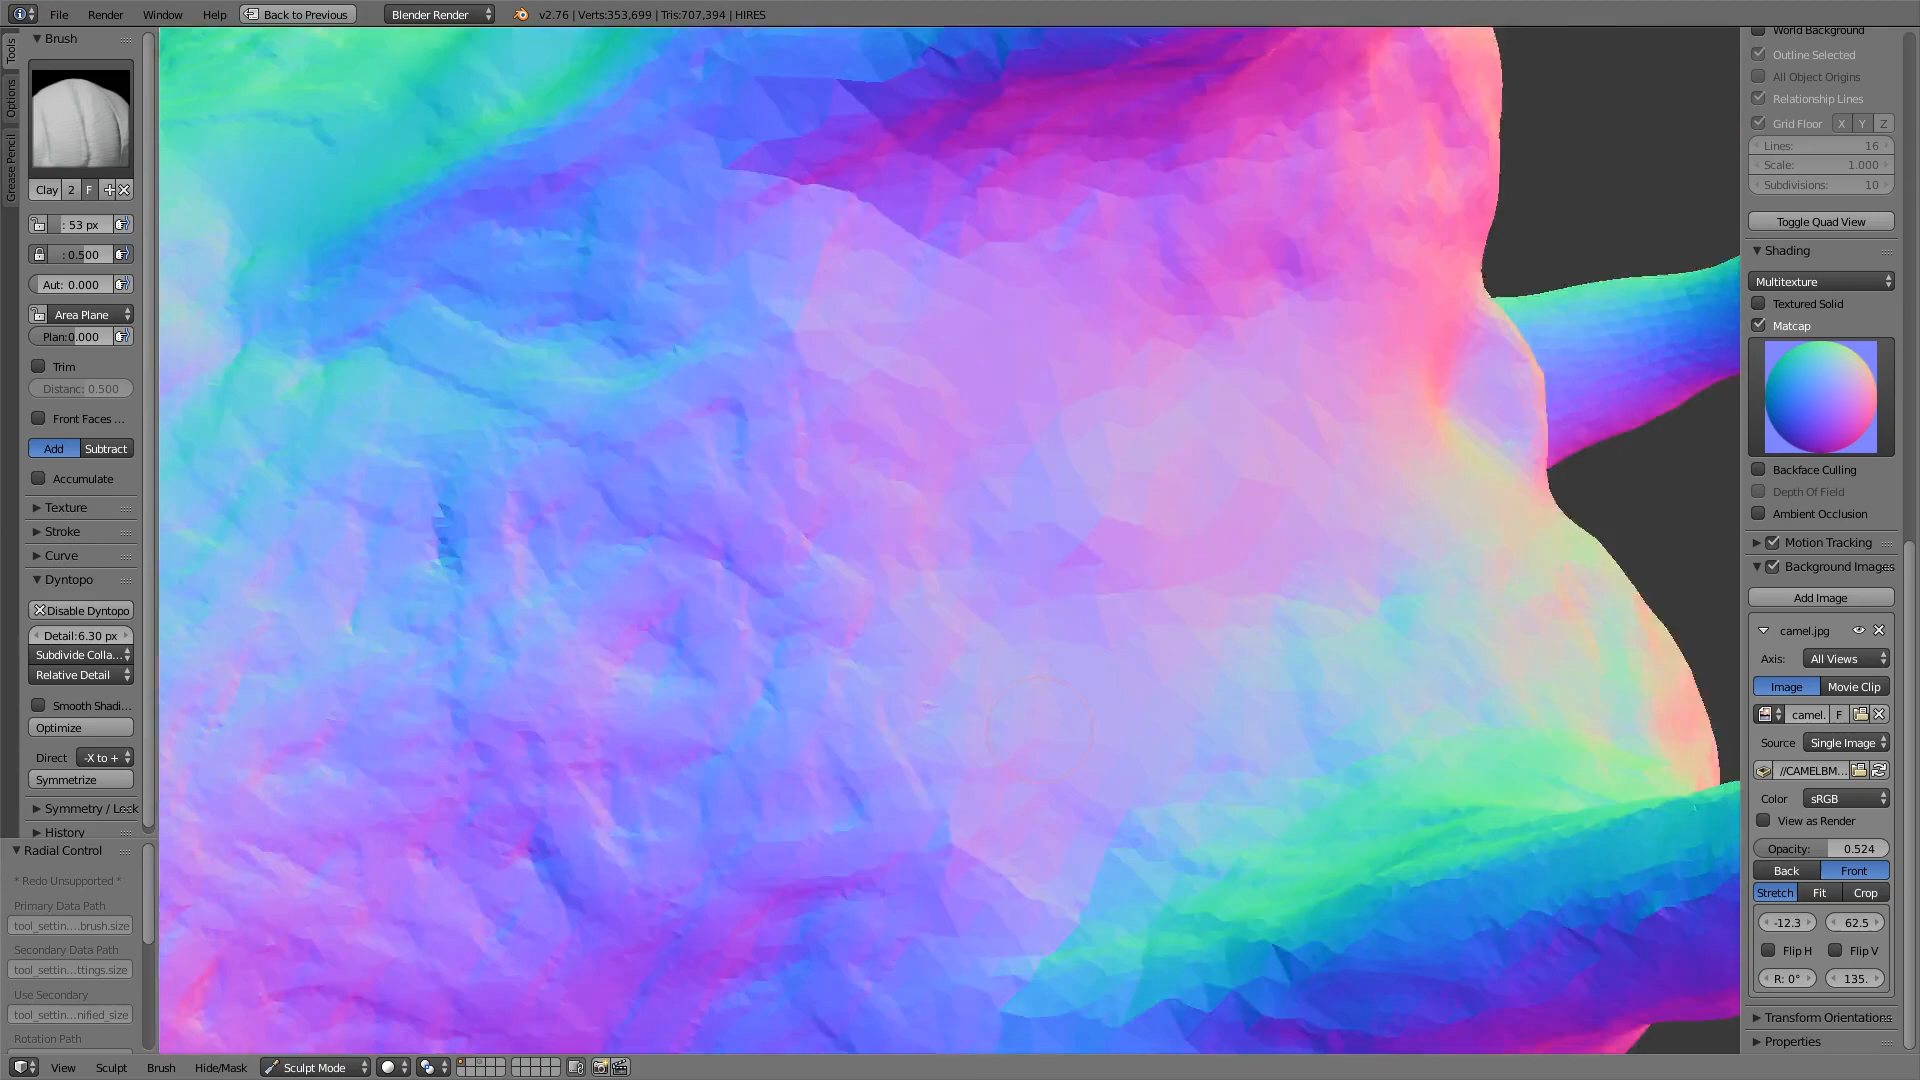 File Render Window Help Back to Previous Blender Render v2.76 | Verts:353,699 | Tris:707,394 | HIRES
Tools
Options
Grease Pencil
Brush
Clay 2 F
: 53 px
: 0.500
Aut: 0.000
Area Plane
Plan:0.000
Trim
Distanc: 0.500
Front Faces ...
Add Subtract
Accumulate
Texture
Stroke
Curve
Dyntopo
Disable Dyntopo
Detail:6.30 px
Subdivide Colla...
Relative Detail
Smooth Shadi...
Optimize
Direct -X to +
Symmetrize
Symmetry / Lock
History
Radial Control
* Redo Unsupported *
Primary Data Path
tool_settin....brush.size
Secondary Data Path
tool_settin...ttings.size
Use Secondary
tool_settin...nified_size
Rotation Path
World Background
Outline Selected
All Object Origins
Relationship Lines
Grid Floor X Y Z
Lines: 16
Scale: 1.000
Subdivisions: 10
Toggle Quad View
Shading
Multitexture
Textured Solid
Matcap
Backface Culling
Depth Of Field
Ambient Occlusion
Motion Tracking
Background Images
Add Image
camel.jpg
Axis: All Views
Image Movie Clip
camel. F
Source Single Image
//CAMELBM...
Color sRGB
View as Render
Opacity: 0.524
Back Front
Stretch Fit Crop
-12.3 62.5
Flip H Flip V
R: 0° 135.
Transform Orientations
Properties
View Sculpt Brush Hide/Mask Sculpt Mode